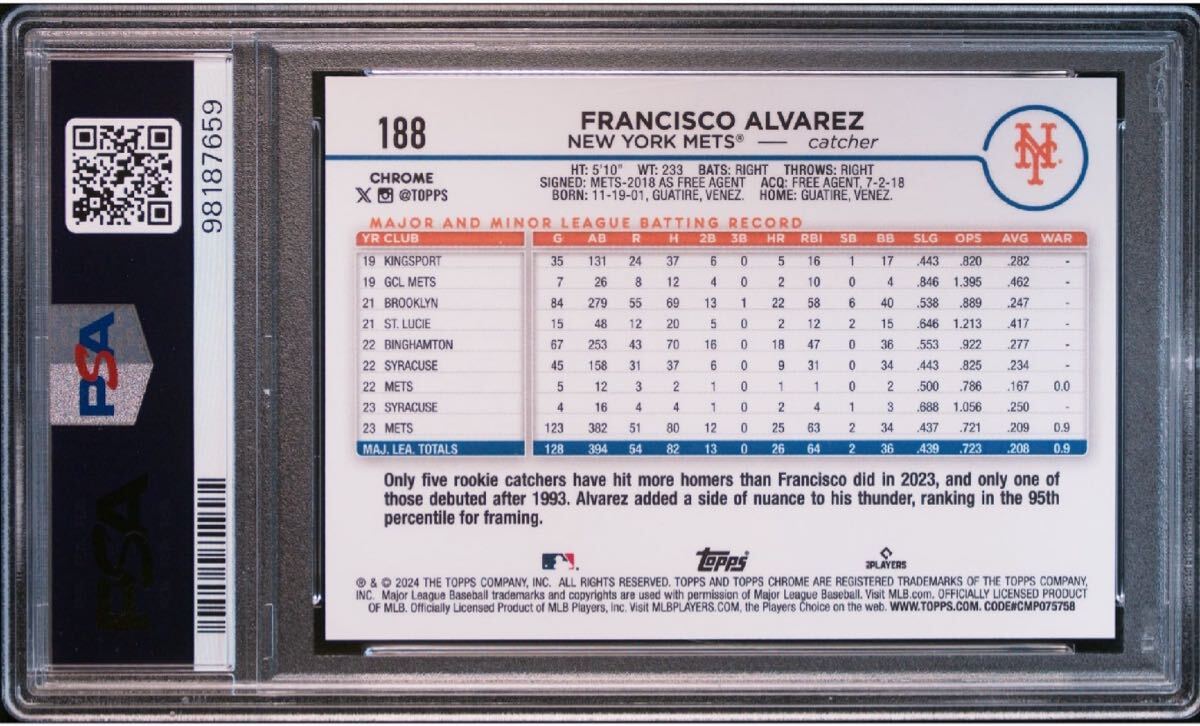 98187659
PSA
PSA
188
FRANCISCO ALVAREZ
NEW YORK METS® — catcher
NY
CHROME
X @TOPPS
HT: 5'10" WT: 233 BATS: RIGHT THROWS: RIGHT
SIGNED: METS-2018 AS FREE AGENT ACQ: FREE AGENT, 7-2-18
BORN: 11-19-01, GUATIRE, VENEZ. HOME: GUATIRE, VENEZ.
MAJOR AND MINOR LEAGUE BATTING RECORD
YR CLUB G AB R H 2B 3B HR RBI SB BB SLG OPS AVG WAR
19 KINGSPORT 35 131 24 37 6 0 5 16 1 17 .443 .820 .282 -
19 GCL METS 7 26 8 12 4 0 2 10 0 4 .846 1.395 .462 -
21 BROOKLYN 84 279 55 69 13 1 22 58 6 40 .538 .889 .247 -
21 ST. LUCIE 15 48 12 20 5 0 2 12 2 15 .646 1.213 .417 -
22 BINGHAMTON 67 253 43 70 16 0 18 47 0 36 .553 .922 .277 -
22 SYRACUSE 45 158 31 37 6 0 9 31 0 34 .443 .825 .234 -
22 METS 5 12 3 2 1 0 1 1 0 2 .500 .786 .167 0.0
23 SYRACUSE 4 16 4 4 1 0 2 4 1 3 .688 1.056 .250 -
23 METS 123 382 51 80 12 0 25 63 2 34 .437 .721 .209 0.9
MAJ. LEA. TOTALS 128 394 54 82 13 0 26 64 2 36 .439 .723 .208 0.9
Only five rookie catchers have hit more homers than Francisco did in 2023, and only one of
those debuted after 1993. Alvarez added a side of nuance to his thunder, ranking in the 95th
percentile for framing.
Topps
PLAYERS
® & © 2024 THE TOPPS COMPANY, INC. ALL RIGHTS RESERVED. TOPPS AND TOPPS CHROME ARE REGISTERED TRADEMARKS OF THE TOPPS COMPANY,
INC. Major League Baseball trademarks and copyrights are used with permission of Major League Baseball. Visit MLB.com. OFFICIALLY LICENSED PRODUCT
OF MLB. Officially Licensed Product of MLB Players, Inc. Visit MLBPLAYERS.COM, the Players Choice on the web. WWW.TOPPS.COM. CODE#CMP075758